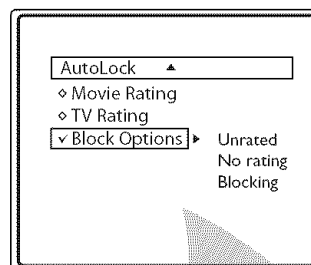 AutoLock
Movie Rating
TV Rating
Block Options
Unrated
No rating
Blocking